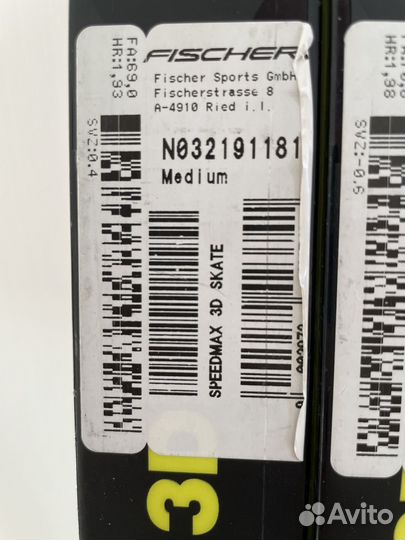 FISCHER
Fischer Sports GmbH
Fischerstrasse 8
A-4910 Ried i.I.
N032191181
Medium
SPEEDMAX 3D SKATE
FA:69,0
HR:1,93
SVZ:0.4
HR:1,98
SVZ:-0.6
3D
Avito